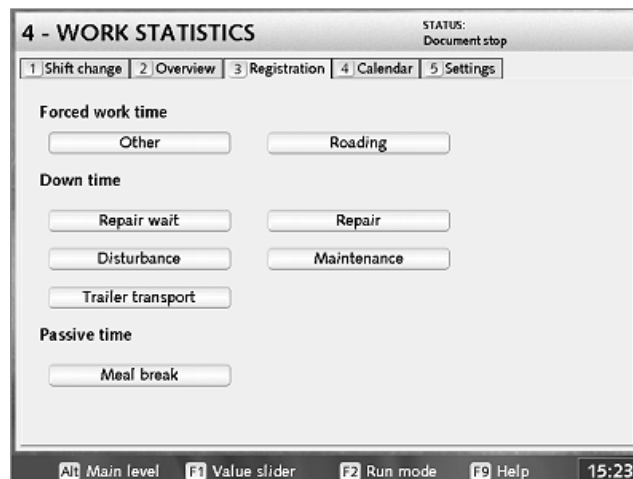 4 - WORK STATISTICS
STATUS:
Document stop
1 Shift change 2 Overview 3 Registration 4 Calendar 5 Settings
Forced work time
Other Roading
Down time
Repair wait Repair
Disturbance Maintenance
Trailer transport
Passive time
Meal break
Alt Main level F1 Value slider F2 Run mode F9 Help 15:23